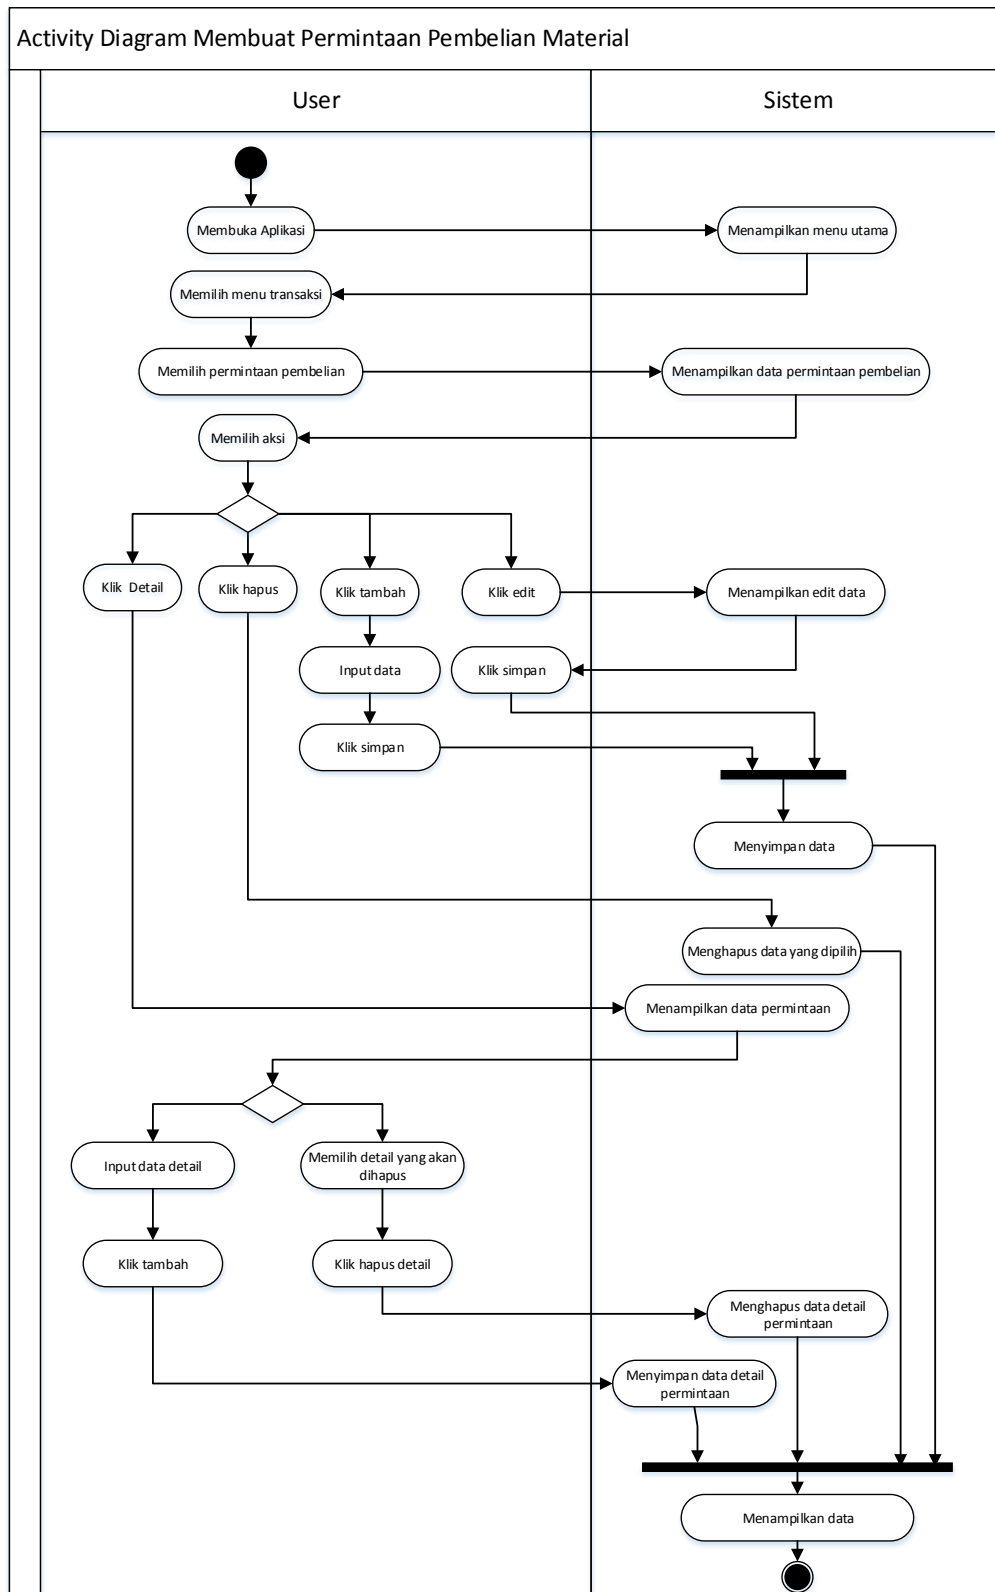 Activity Diagram Membuat Permintaan Pembelian Material
User
Sistem
Membuka Aplikasi
Menampilkan menu utama
Memilih menu transaksi
Memilih permintaan pembelian
Menampilkan data permintaan pembelian
Memilih aksi
Klik Detail
Klik hapus
Klik tambah
Klik edit
Menampilkan edit data
Input data
Klik simpan
Klik simpan
Menyimpan data
Menghapus data yang dipilih
Menampilkan data permintaan
Input data detail
Memilih detail yang akan
dihapus
Klik tambah
Klik hapus detail
Menghapus data detail
permintaan
Menyimpan data detail
permintaan
Menampilkan data